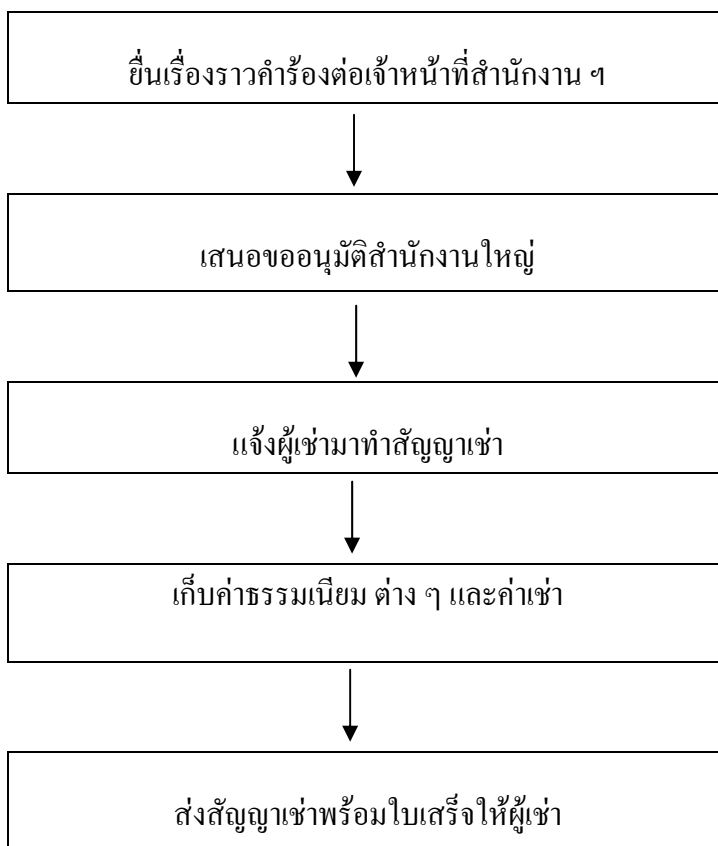 ยื่นเรื่องราวคำร้องต่อเจ้าหน้าที่สำนักงาน ฯ
เสนอขออนุมัติสำนักงานใหญ่
แจ้งผู้เช่ามาทำสัญญาเช่า
เก็บค่าธรรมเนียม ต่าง ๆ และค่าเช่า
ส่งสัญญาเช่าพร้อมใบเสร็จให้ผู้เช่า